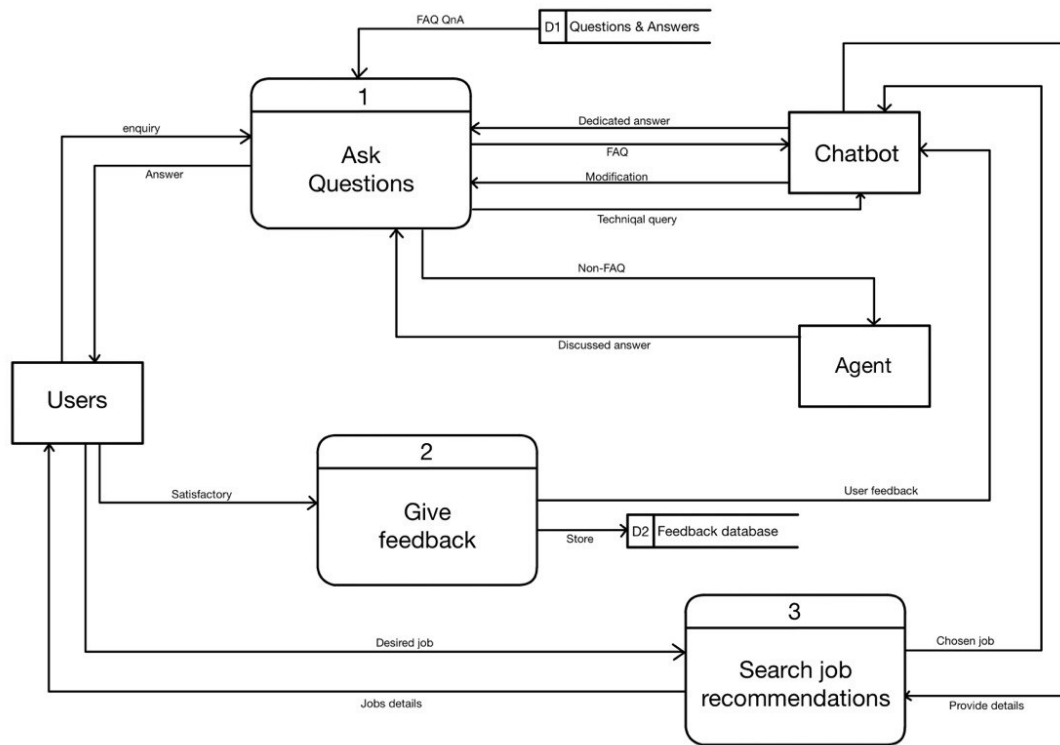 FAQ QnA
D1 Questions & Answers
1
Ask
Questions
enquiry
Answer
Dedicated answer
FAQ
Modification
Techniqal query
Chatbot
Non-FAQ
Discussed answer
Agent
Users
2
Give
feedback
Satisfactory
User feedback
Store
D2 Feedback database
3
Search job
recommendations
Desired job
Chosen job
Jobs details
Provide details